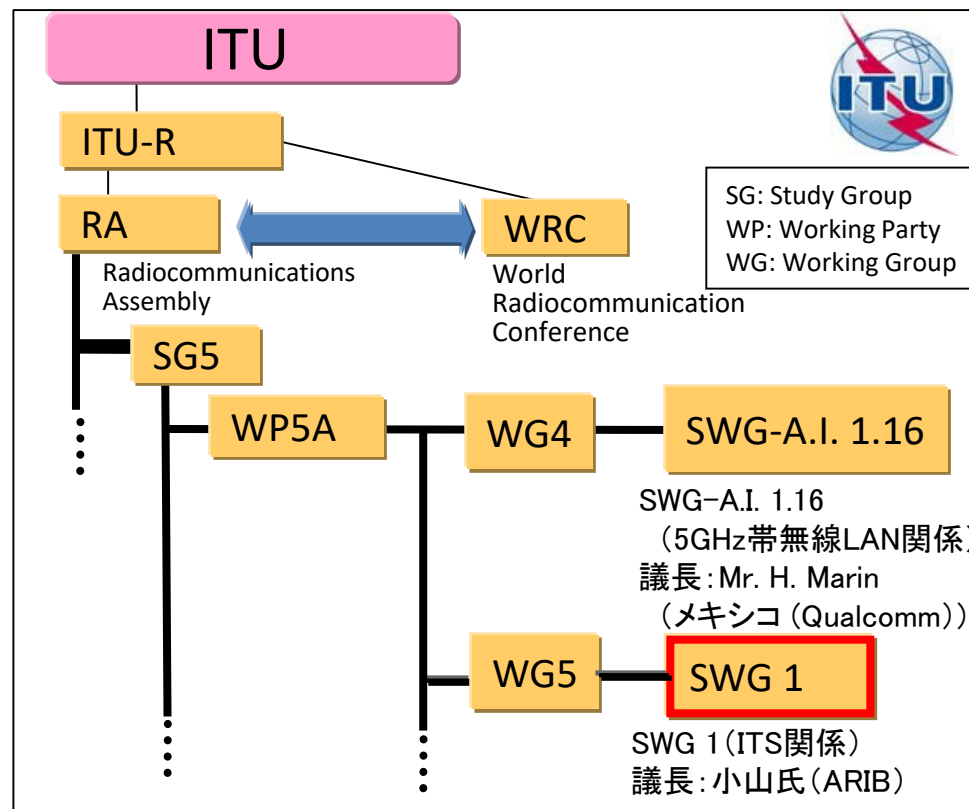 ITU
ITU
ITU-R
SG: Study Group
WP: Working Party
WG: Working Group
RA
WRC
Radiocommunications
Assembly
World
Radiocommunication
Conference
SG5
WP5A
WG4
SWG-A.I. 1.16
SWG-A.I. 1.16
（5GHz帯無線LAN関係）
議長：Mr. H. Marin
（メキシコ（Qualcomm））
WG5
SWG 1
SWG 1（ITS関係）
議長：小山氏（ARIB）